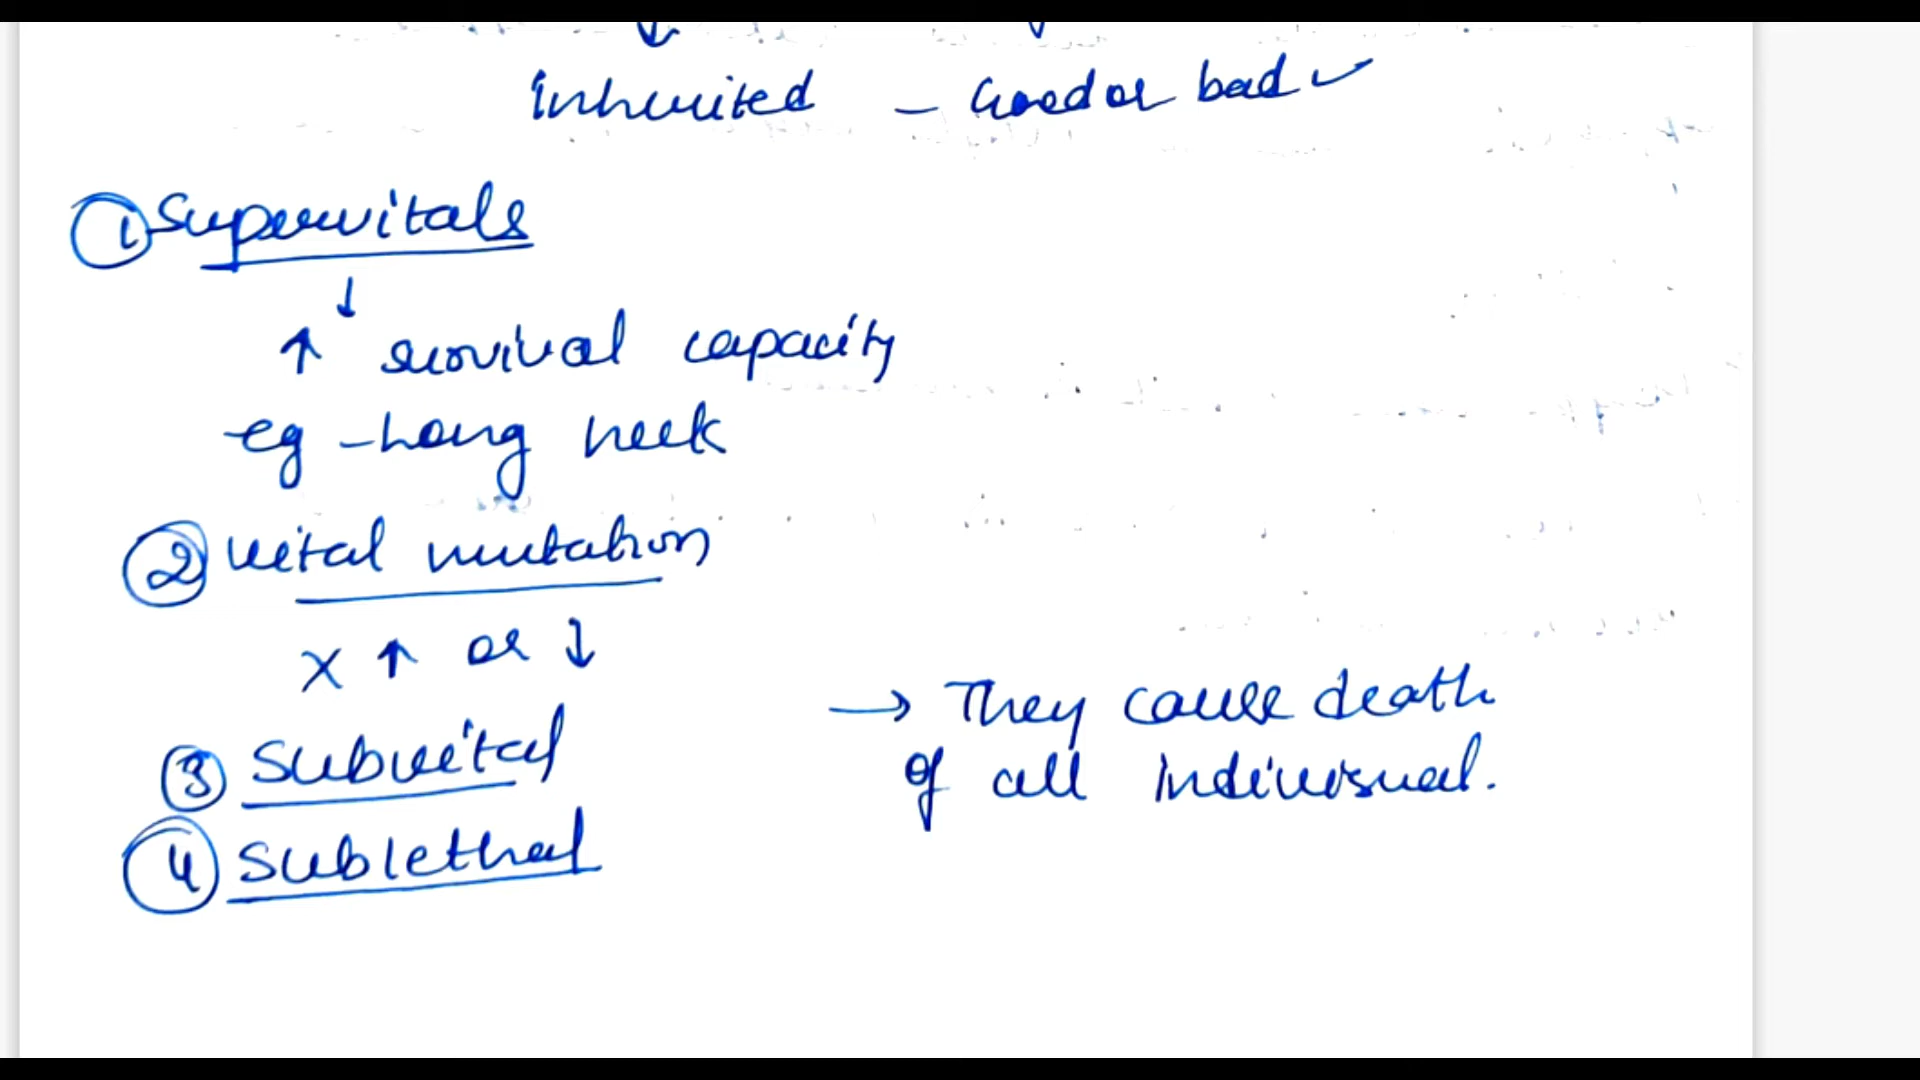 Inherited - Good or bad ✓
① Supervitals
↓
↑ survival capacity
eg - Long neck
② Vital mutation
X ↑ or ↓
③ Subvital
④ Sublethal
→ They cause death
of all individual.